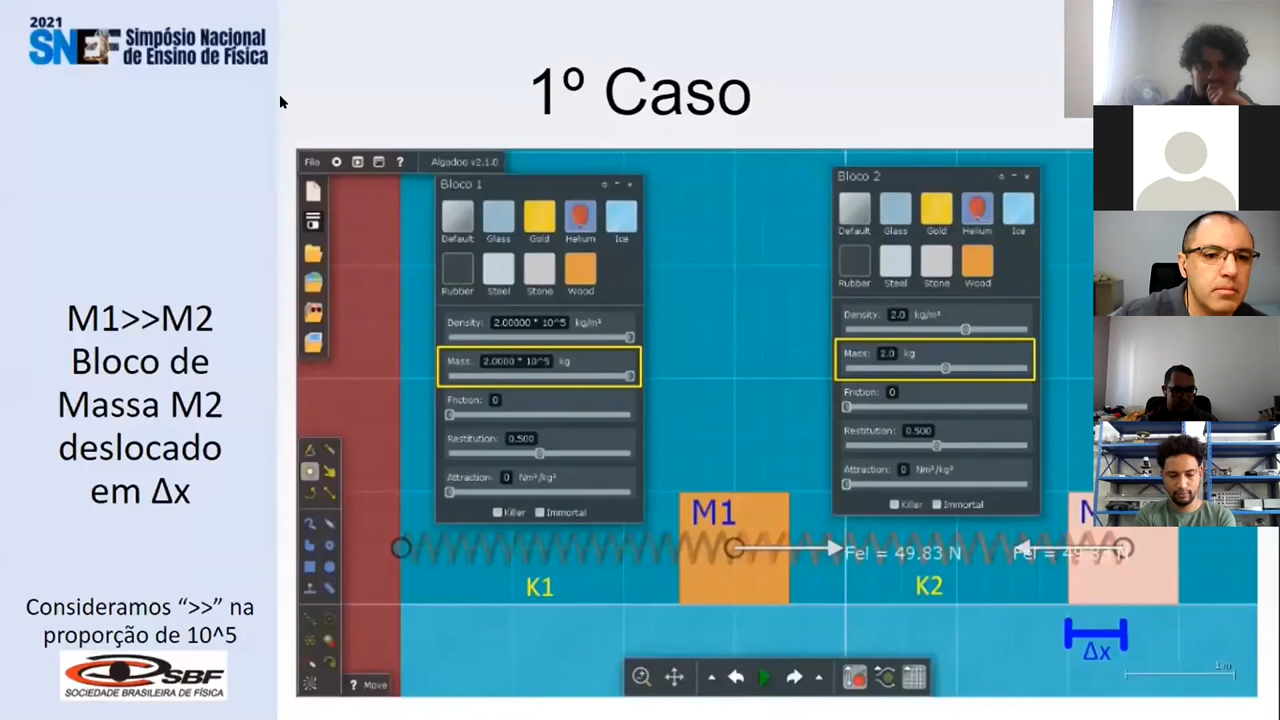 2021
SNEF Simpósio Nacional
de Ensino de Física
1º Caso
M1>>M2
Bloco de
Massa M2
deslocado
em Δx
Consideramos “>>” na
proporção de 10^5
SBF
SOCIEDADE BRASILEIRA DE FÍSICA
File ? Algodoo v2.1.0
Bloco 1
Default Glass Gold Helium Ice
Rubber Steel Stone Wood
Density: 2.00000 * 10^5 kg/m²
Mass: 2.0000 * 10^5 kg
Friction: 0
Restitution: 0.500
Attraction: 0 Nm²/kg²
Killer Immortal
Bloco 2
Default Glass Gold Helium Ice
Rubber Steel Stone Wood
Density: 2.0 kg/m²
Mass: 2.0 kg
Friction: 0
Restitution: 0.500
Attraction: 0 Nm²/kg²
Killer Immortal
M1
Fel = 49.83 N
K1
K2
Δx
1 m
? Move